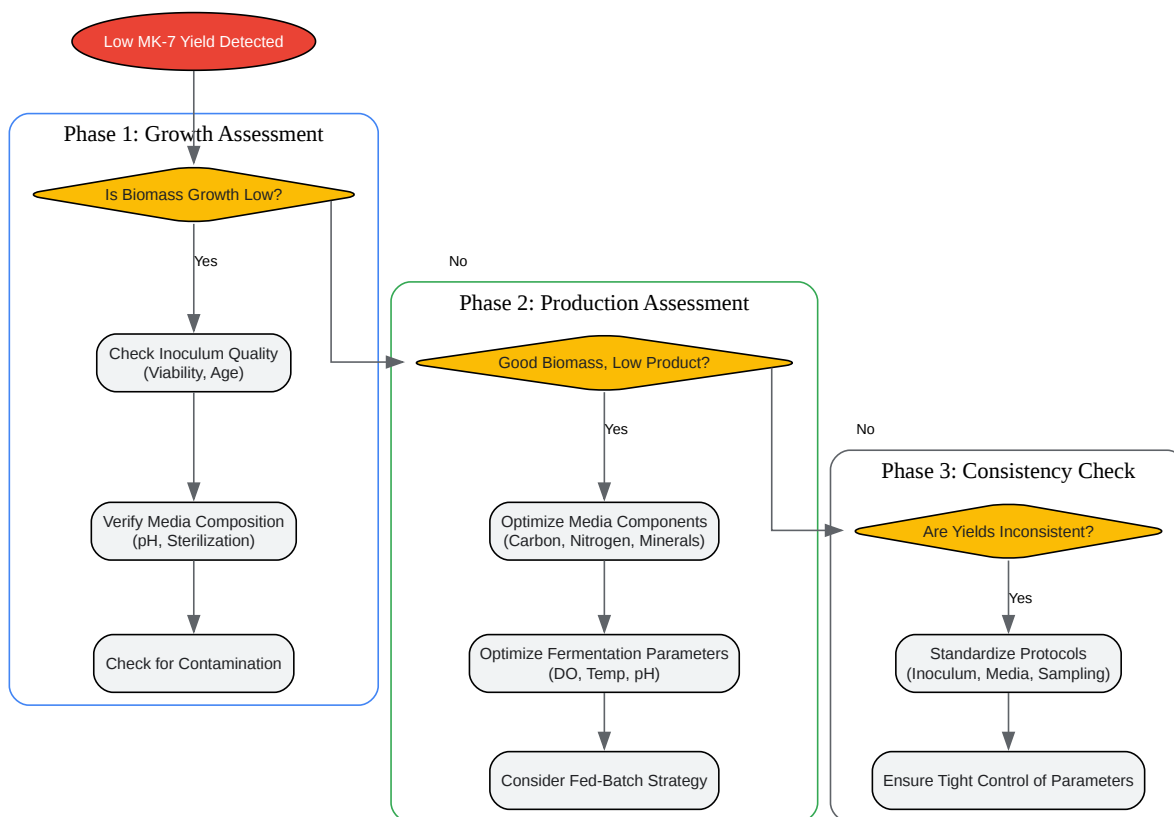 Low MK-7 Yield Detected
Phase 1: Growth Assessment
Is Biomass Growth Low?
Yes
Check Inoculum Quality
(Viability, Age)
Verify Media Composition
(pH, Sterilization)
Check for Contamination
No
Phase 2: Production Assessment
Good Biomass, Low Product?
Yes
Optimize Media Components
(Carbon, Nitrogen, Minerals)
Optimize Fermentation Parameters
(DO, Temp, pH)
Consider Fed-Batch Strategy
No
Phase 3: Consistency Check
Are Yields Inconsistent?
Yes
Standardize Protocols
(Inoculum, Media, Sampling)
Ensure Tight Control of Parameters